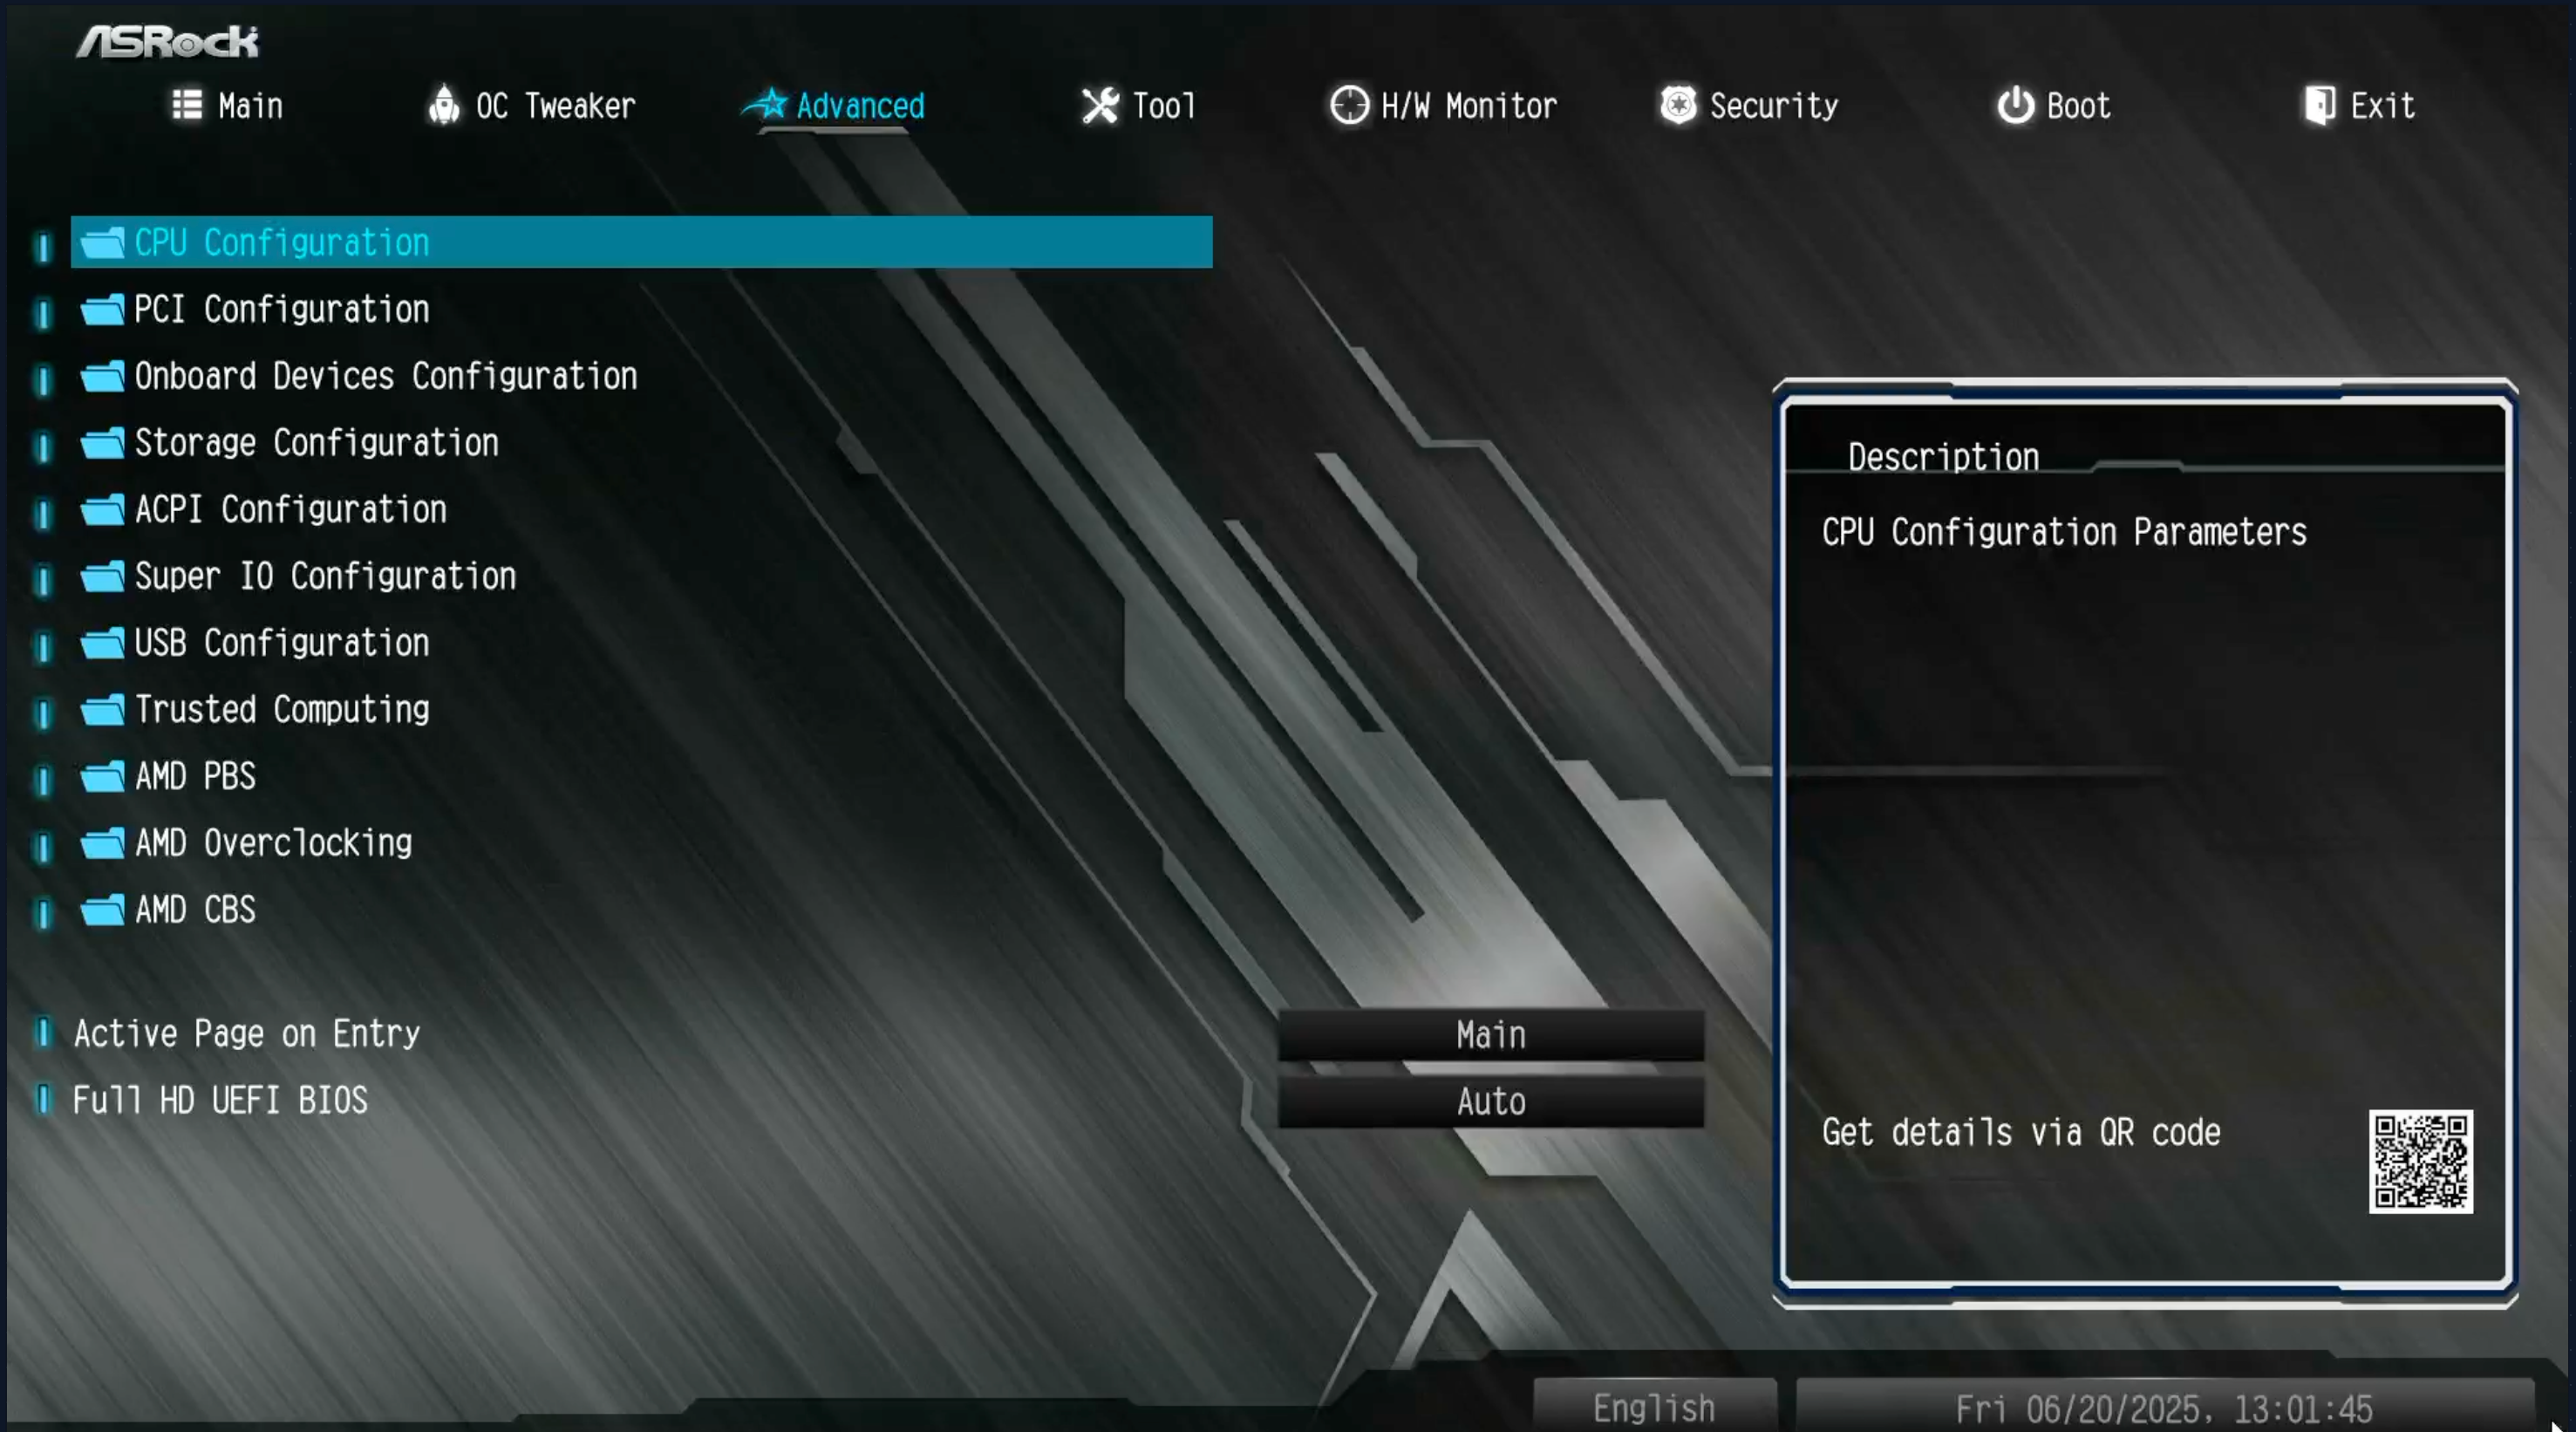 ASRock
Main
OC Tweaker
Advanced
Tool
H/W Monitor
Security
Boot
Exit
CPU Configuration
PCI Configuration
Onboard Devices Configuration
Storage Configuration
ACPI Configuration
Super IO Configuration
USB Configuration
Trusted Computing
AMD PBS
AMD Overclocking
AMD CBS
Active Page on Entry
Main
Full HD UEFI BIOS
Auto
Description
CPU Configuration Parameters
Get details via QR code
English
Fri 06/20/2025, 13:01:45